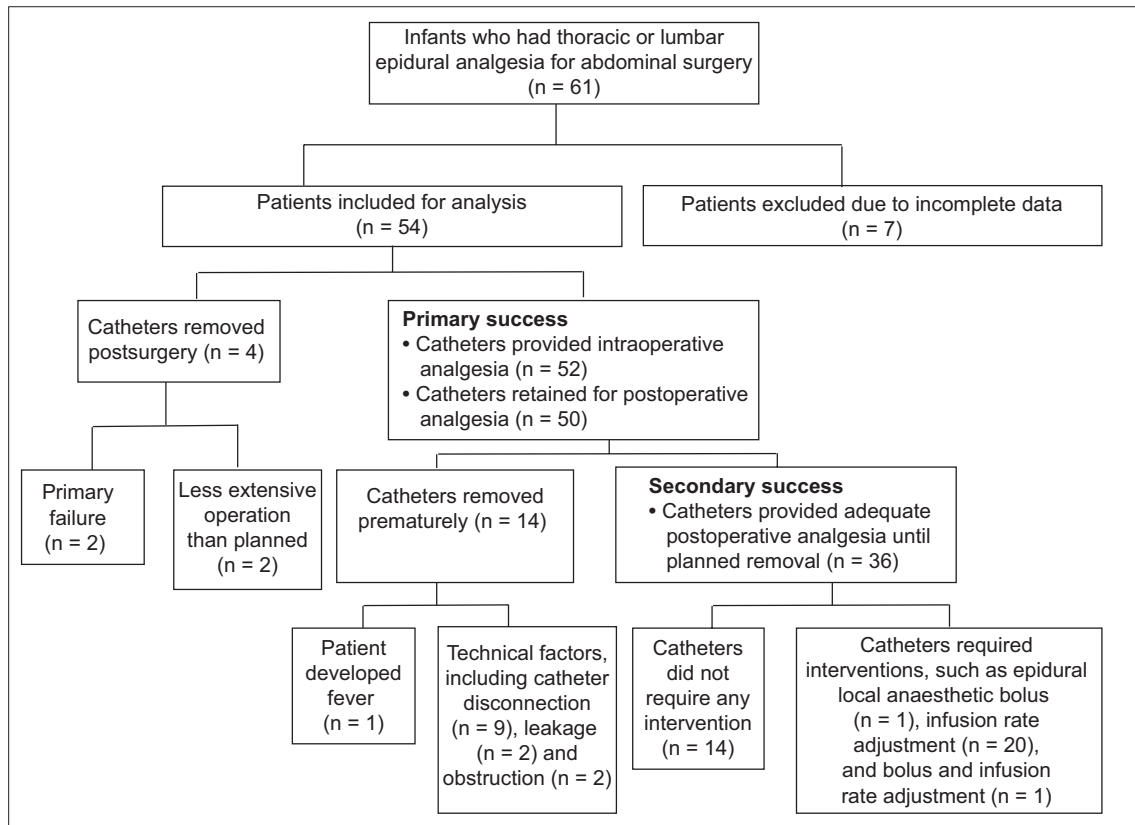 Infants who had thoracic or lumbar
epidural analgesia for abdominal surgery
(n = 61)
Patients included for analysis
(n = 54)
Patients excluded due to incomplete data
(n = 7)
Catheters removed
postsurgery (n = 4)
Primary success
• Catheters provided intraoperative
analgesia (n = 52)
• Catheters retained for postoperative
analgesia (n = 50)
Primary
failure
(n = 2)
Less extensive
operation
than planned
(n = 2)
Catheters removed
prematurely (n = 14)
Secondary success
• Catheters provided adequate
postoperative analgesia until
planned removal (n = 36)
Patient
developed
fever
(n = 1)
Technical factors,
including catheter
disconnection
(n = 9), leakage
(n = 2) and
obstruction (n = 2)
Catheters
did not
require any
intervention
(n = 14)
Catheters required
interventions, such as epidural
local anaesthetic bolus
(n = 1), infusion rate
adjustment (n = 20),
and bolus and infusion
rate adjustment (n = 1)